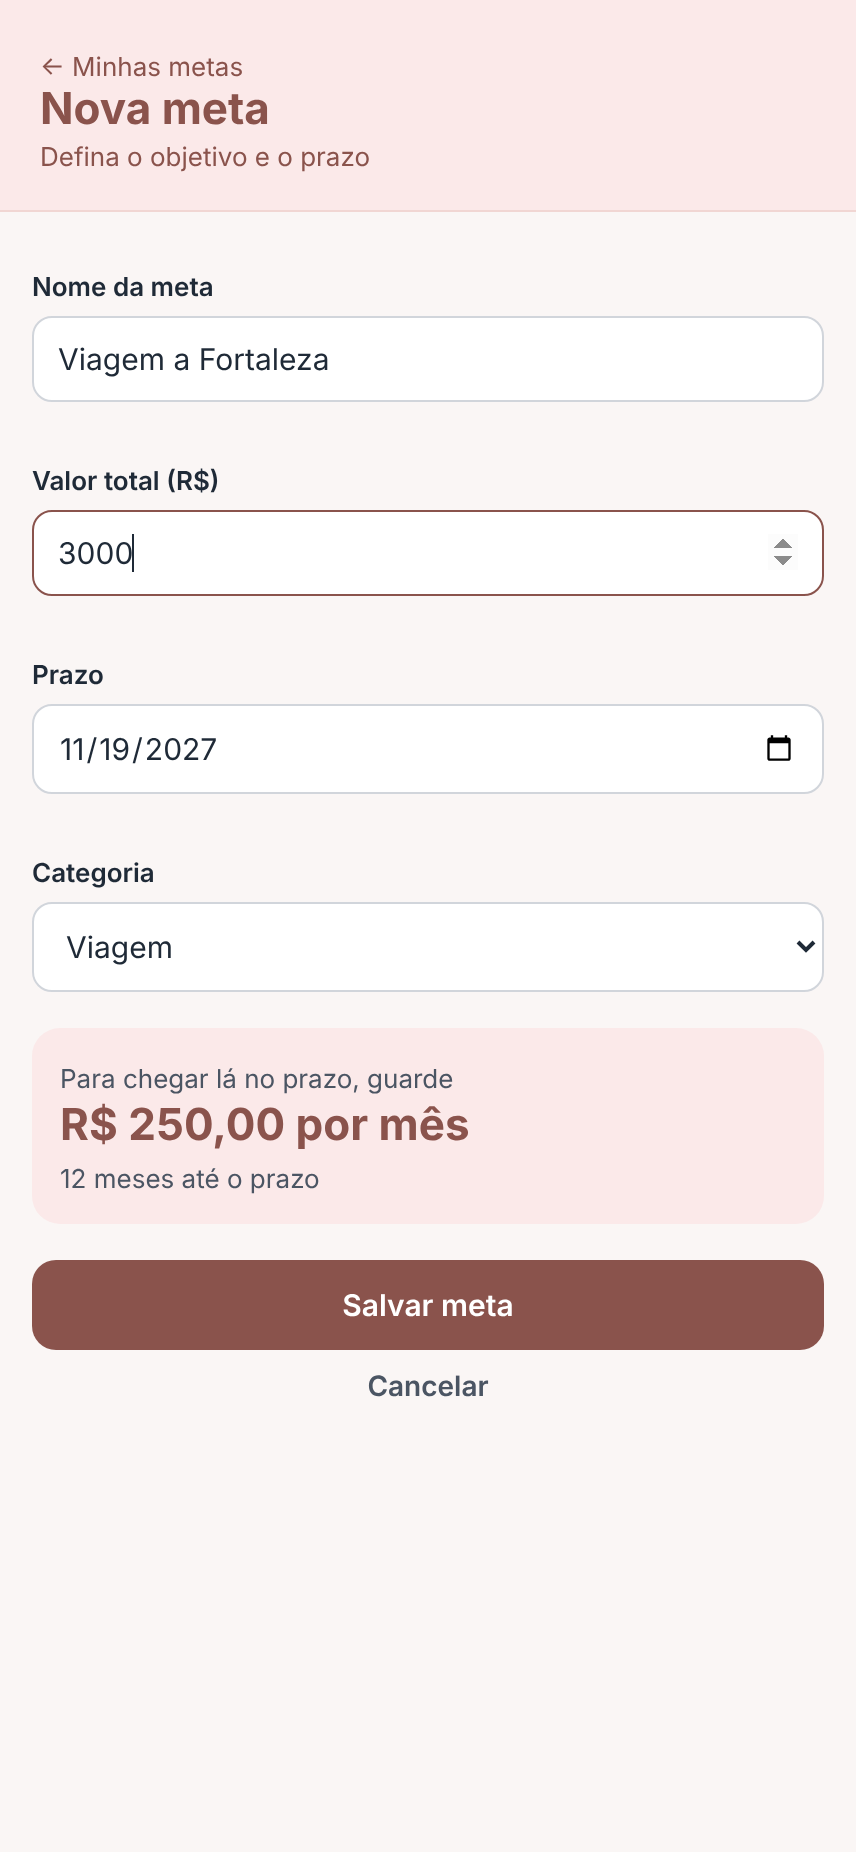 ← Minhas metas
Nova meta
Defina o objetivo e o prazo
Nome da meta
Viagem a Fortaleza
Valor total (R$)
3000
Prazo
11/19/2027
Categoria
Viagem
Para chegar lá no prazo, guarde
R$ 250,00 por mês
12 meses até o prazo
Salvar meta
Cancelar